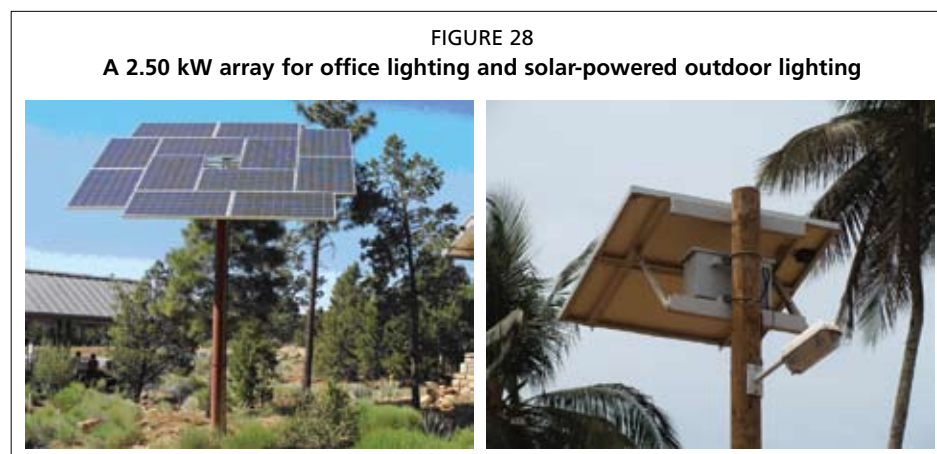 FIGURE 28
A 2.50 kW array for office lighting and solar-powered outdoor lighting